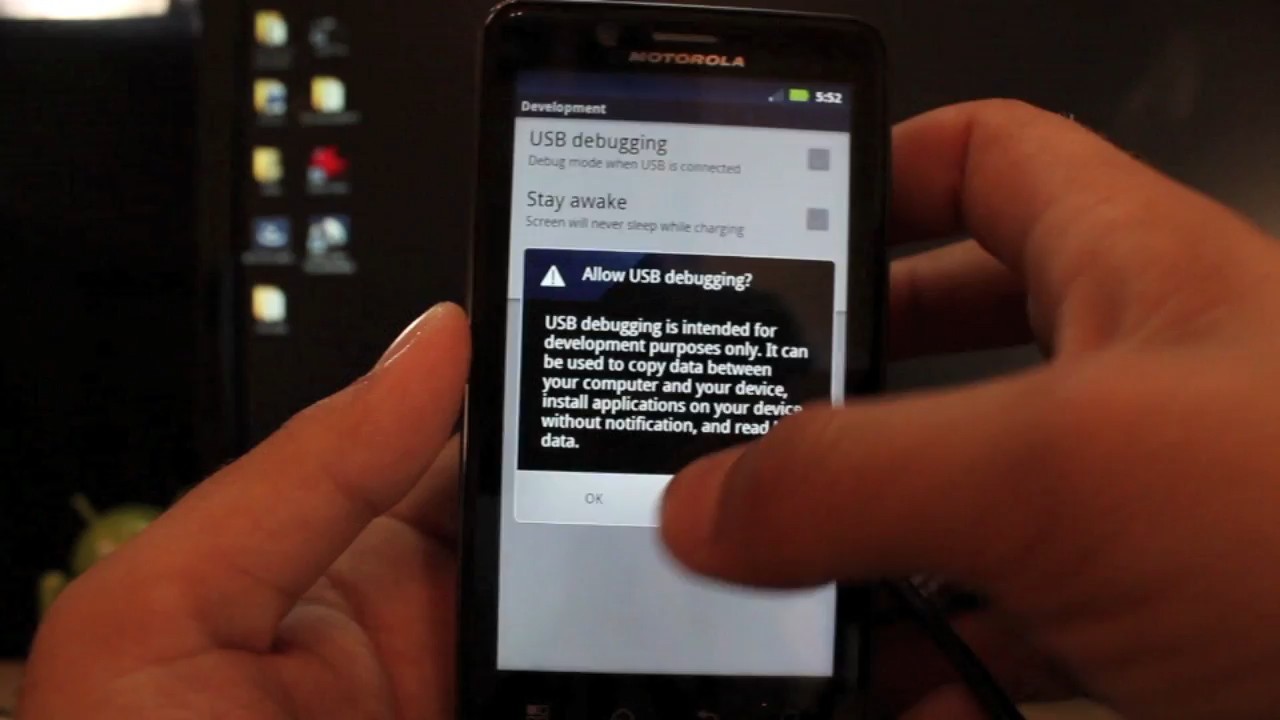 MOTOROLA
5:52
Development
USB debugging
Debug mode when USB is connected
Stay awake
Screen will never sleep while charging
Allow USB debugging?
USB debugging is intended for
development purposes only. It can
be used to copy data between
your computer and your device,
install applications on your device
without notification, and read
data.
OK